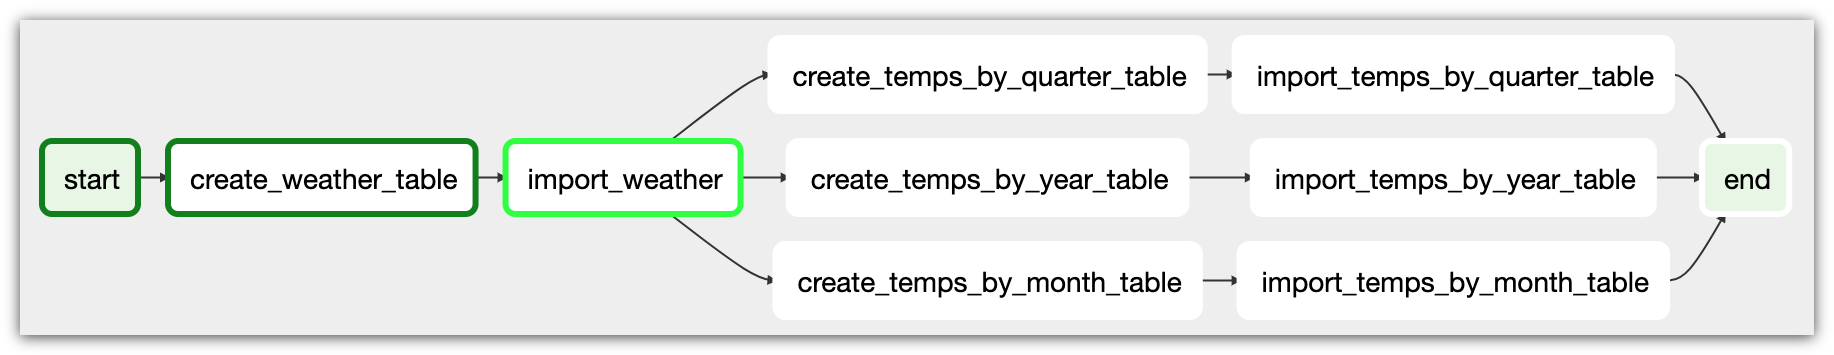 start
create_weather_table
import_weather
create_temps_by_quarter_table
import_temps_by_quarter_table
create_temps_by_year_table
import_temps_by_year_table
create_temps_by_month_table
import_temps_by_month_table
end